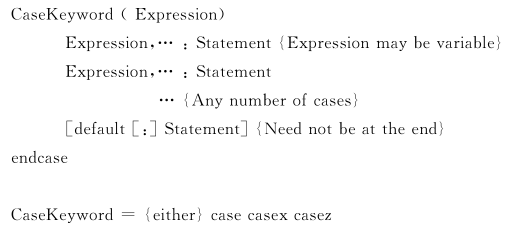 CaseKeyword ( Expression)
Expression,… : Statement {Expression may be variable}
Expression,… : Statement
… {Any number of cases}
[default [:] Statement] {Need not be at the end}
endcase
CaseKeyword = {either} case casex casez